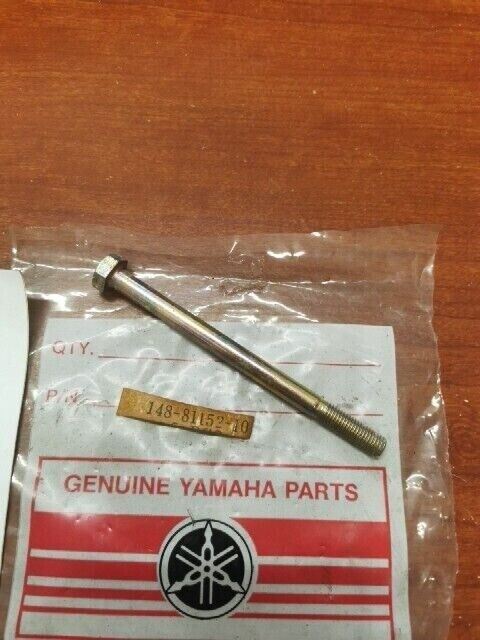 QTY.
P/N
148-81152-10
GENUINE YAMAHA PARTS